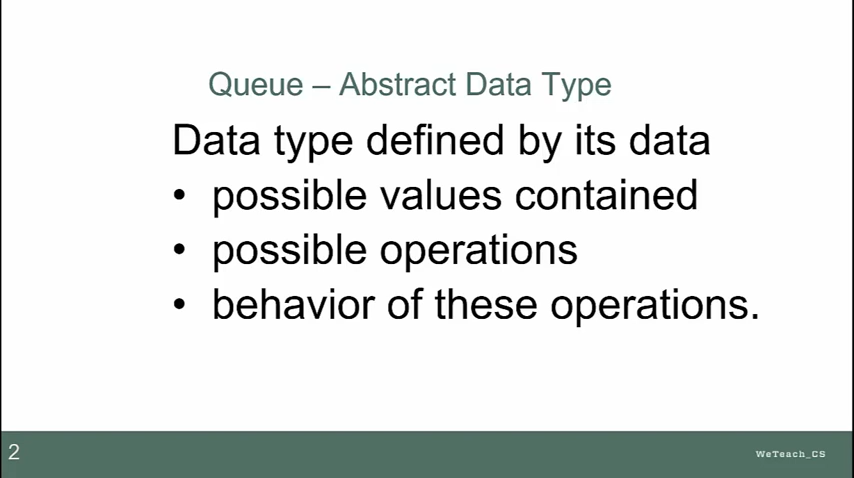 Queue – Abstract Data Type
Data type defined by its data
• possible values contained
• possible operations
• behavior of these operations.
2
WeTeach_CS